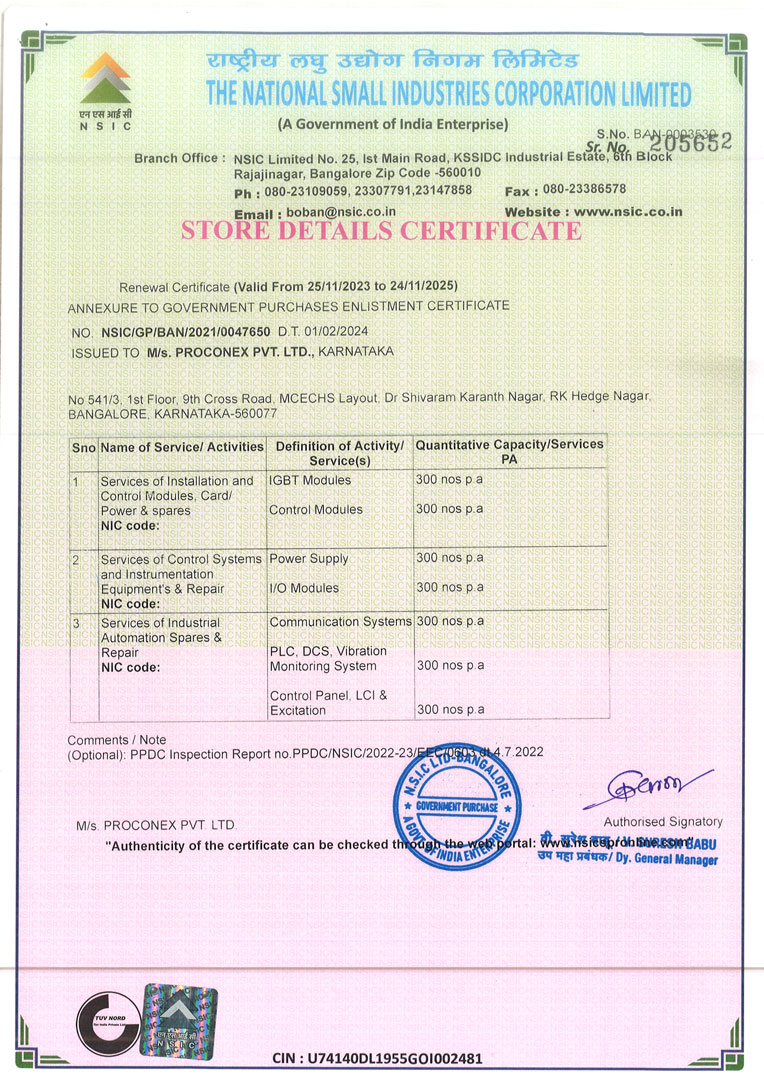 एन एस आई सी
N S I C
राष्ट्रीय लघु उद्योग निगम लिमिटेड
THE NATIONAL SMALL INDUSTRIES CORPORATION LIMITED
(A Government of India Enterprise)
S.No. BAN-0003530
Sr. No. 205652
Branch Office : NSIC Limited No. 25, Ist Main Road, KSSIDC Industrial Estate, 6th Block
Rajajinagar, Bangalore Zip Code -560010
Ph : 080-23109059, 23307791,23147858 Fax : 080-23386578
Email : boban@nsic.co.in Website : www.nsic.co.in
STORE DETAILS CERTIFICATE
Renewal Certificate (Valid From 25/11/2023 to 24/11/2025)
ANNEXURE TO GOVERNMENT PURCHASES ENLISTMENT CERTIFICATE
NO. NSIC/GP/BAN/2021/0047650 D.T. 01/02/2024
ISSUED TO M/s. PROCONEX PVT. LTD., KARNATAKA
No 541/3, 1st Floor, 9th Cross Road, MCECHS Layout, Dr Shivaram Karanth Nagar, RK Hedge Nagar,
BANGALORE, KARNATAKA-560077
Sno Name of Service/ Activities Definition of Activity/ Quantitative Capacity/Services
Service(s) PA
1 Services of Installation and IGBT Modules 300 nos p.a
Control Modules, Card/
Power & spares Control Modules 300 nos p.a
NIC code:
2 Services of Control Systems Power Supply 300 nos p.a
and Instrumentation
Equipment's & Repair I/O Modules 300 nos p.a
NIC code:
3 Services of Industrial Communication Systems 300 nos p.a
Automation Spares &
Repair PLC, DCS, Vibration
NIC code: Monitoring System 300 nos p.a
Control Panel, LCI &
Excitation 300 nos p.a
Comments / Note
(Optional): PPDC Inspection Report no.PPDC/NSIC/2022-23/EEC/0603 dt.4.7.2022
N.S.I.C LTD-BANGALORE
GOVERNMENT PURCHASE
A GOVT OF INDIA ENTERPRISE
Authorised Signatory
M/s. PROCONEX PVT. LTD.
"Authenticity of the certificate can be checked through the web portal: www.nsicspronline.com"
वी. सुरेश बाबु / V. SURESH BABU
उप महा प्रबंधक/ Dy. General Manager
TUV NORD
Tuv India Private Ltd
एन एस आई सी
N S I C
CIN : U74140DL1955GOI002481